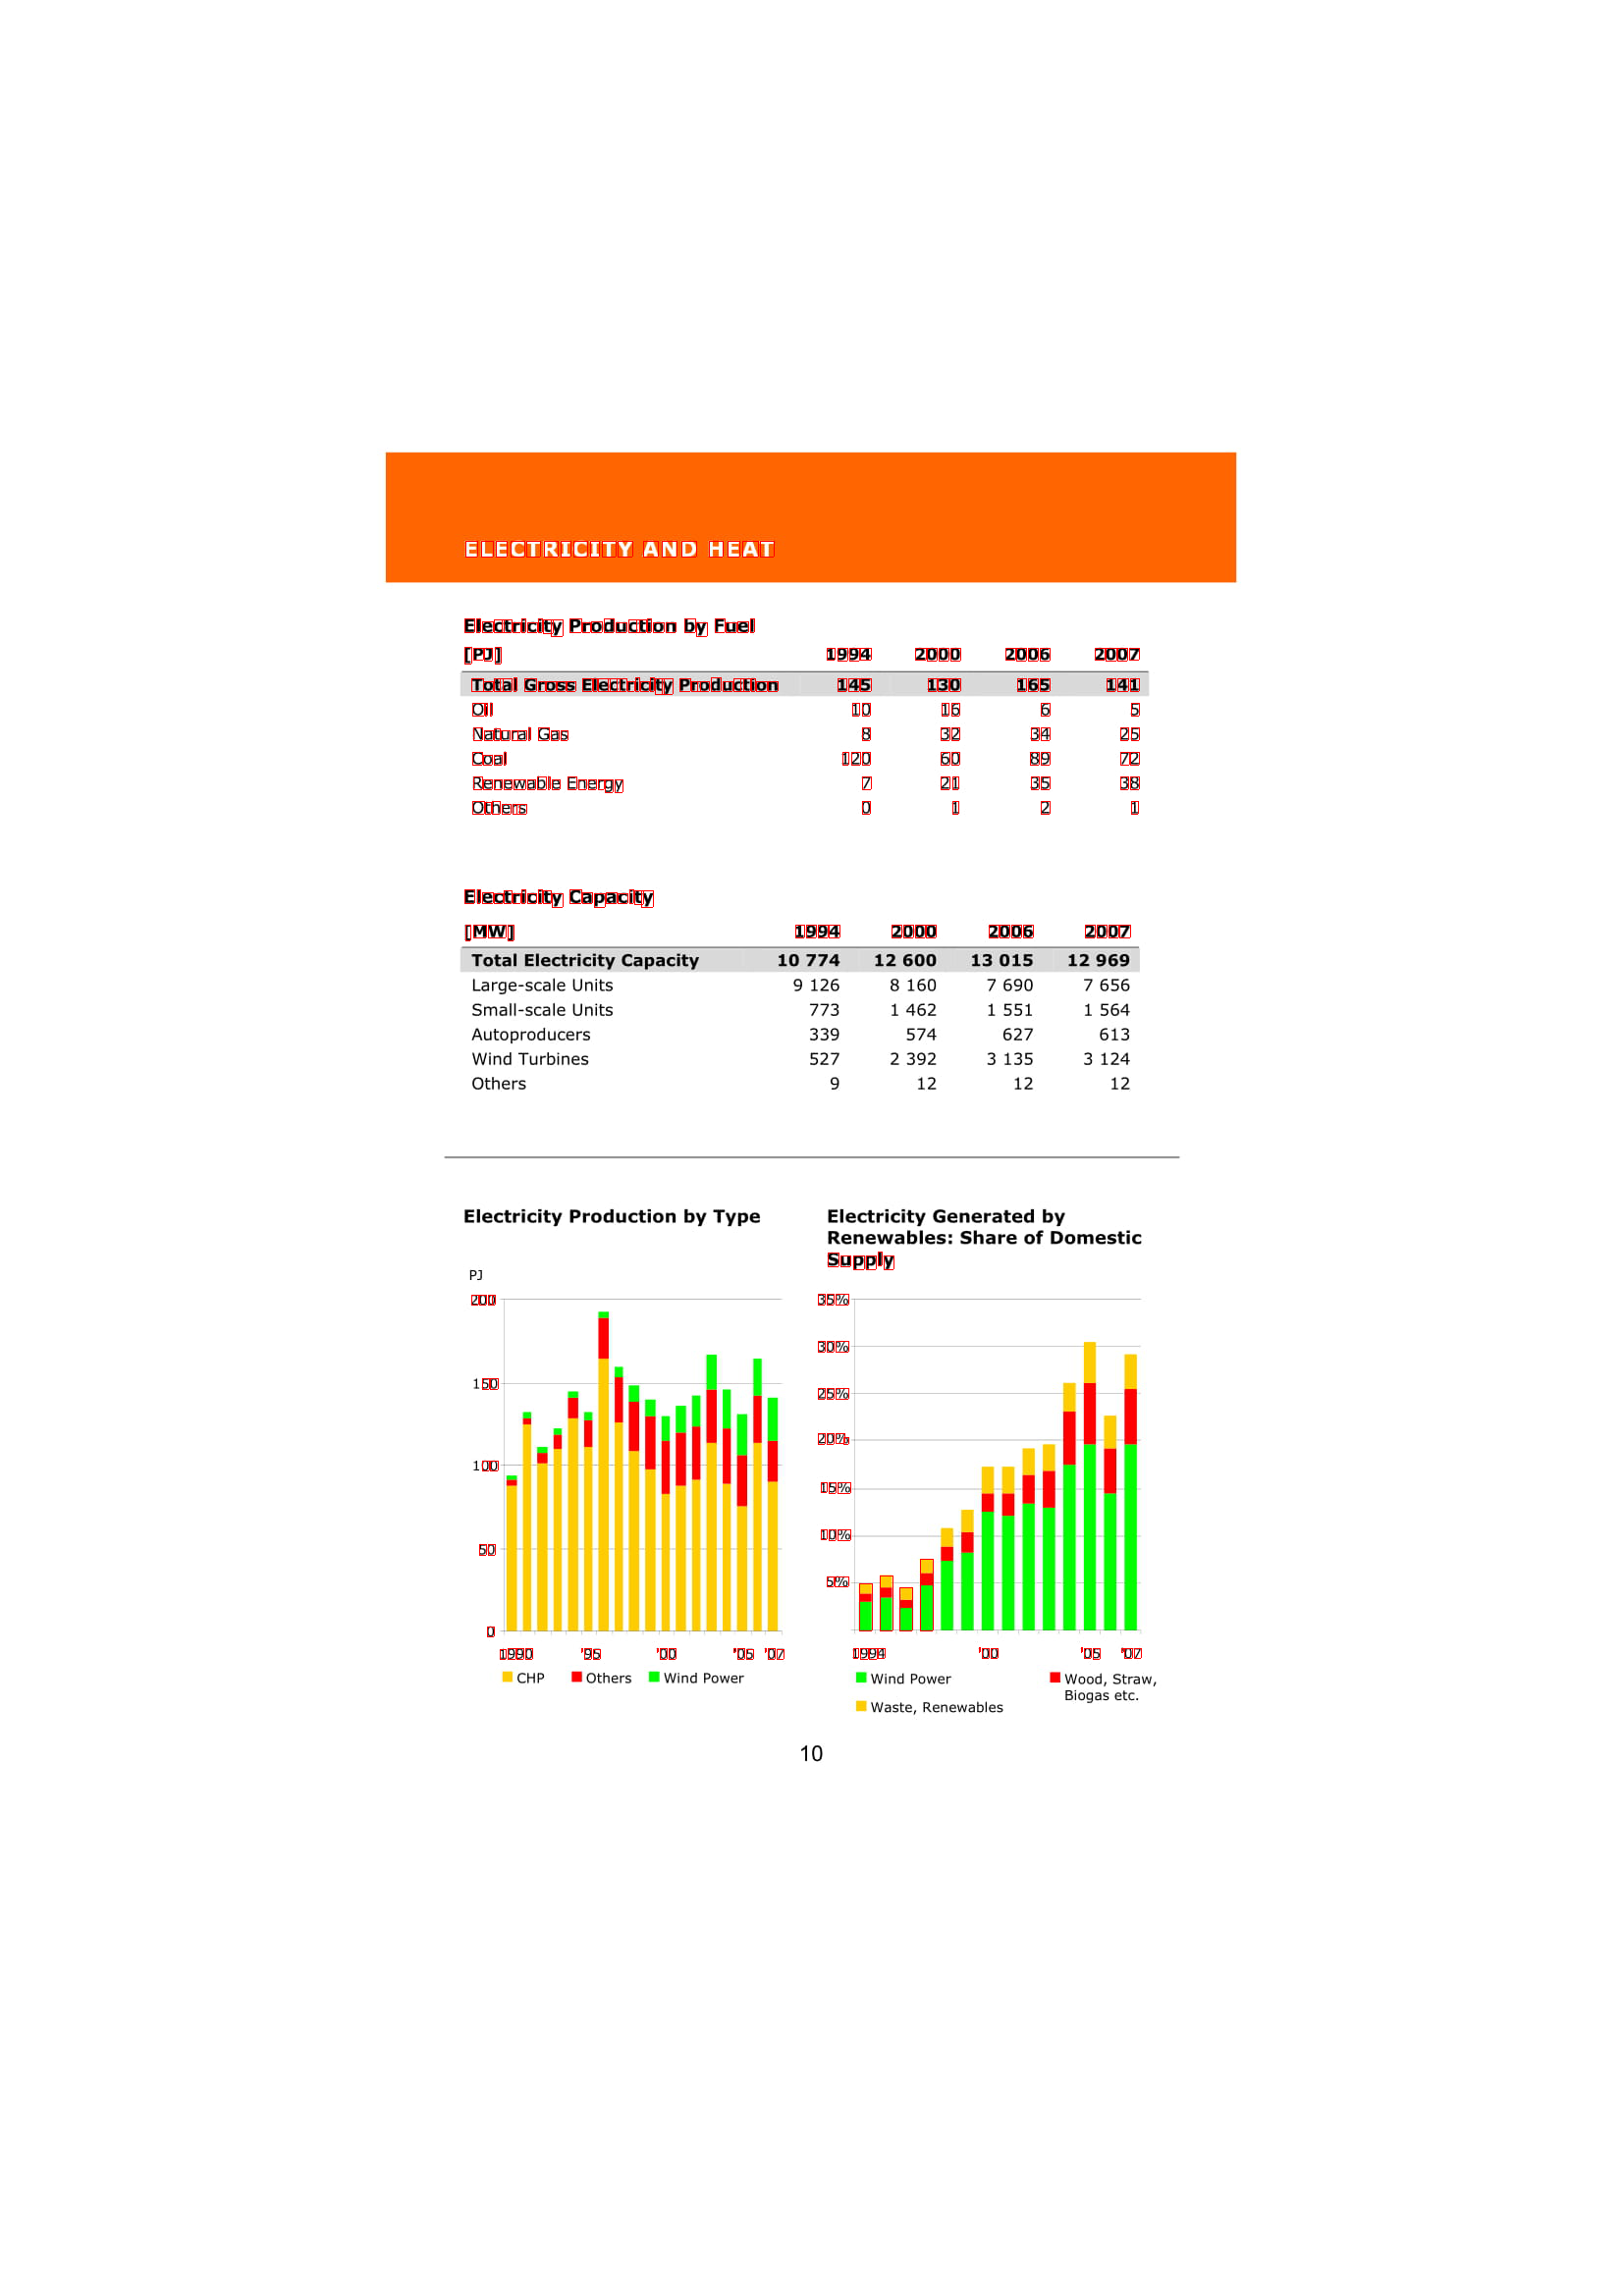 ELECTRICITY AND HEAT
Electricity Production by Fuel
[PJ] 1994 2000 2006 2007
Total Gross Electricity Production 145 130 165 141
Oil 10 16 6 5
Natural Gas 8 32 34 25
Coal 120 60 89 72
Renewable Energy 7 21 35 38
Others 0 1 2 1
Electricity Capacity
[MW] 1994 2000 2006 2007
Total Electricity Capacity 10 774 12 600 13 015 12 969
Large-scale Units 9 126 8 160 7 690 7 656
Small-scale Units 773 1 462 1 551 1 564
Autoproducers 339 574 627 613
Wind Turbines 527 2 392 3 135 3 124
Others 9 12 12 12
Electricity Production by Type
PJ
200
150
100
50
0
1990 '95 '00 '05 '07
CHP Others Wind Power
Electricity Generated by
Renewables: Share of Domestic
Supply
35%
30%
25%
20%
15%
10%
5%
1994 '00 '05 '07
Wind Power Wood, Straw,
Biogas etc.
Waste, Renewables
10